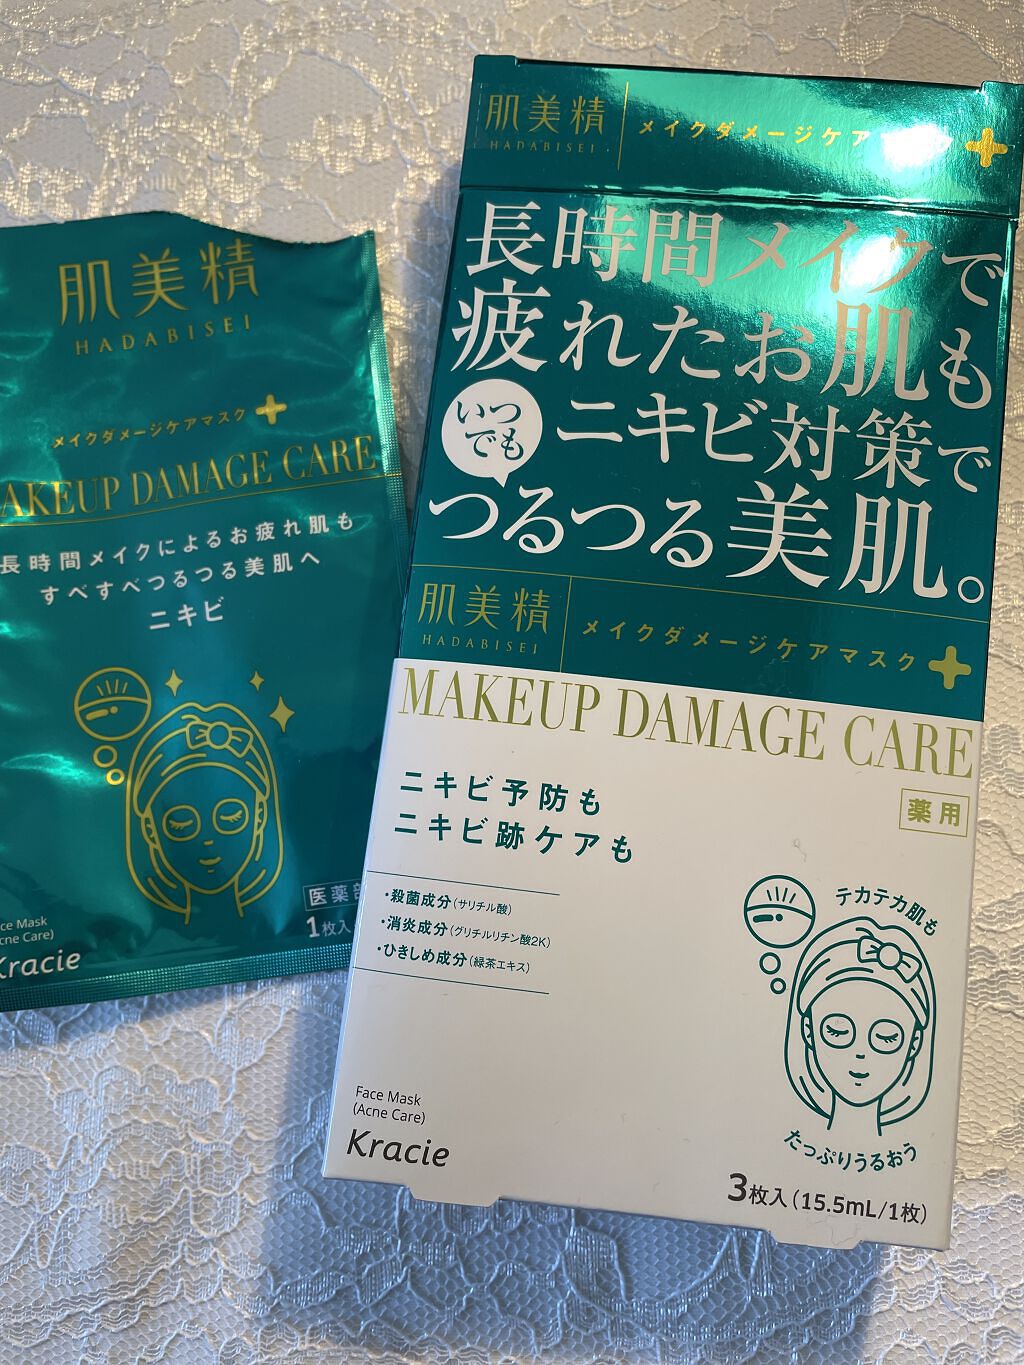 肌美精
HADABISEI
メイクダメージケアマスク
MAKEUP DAMAGE CARE
長時間メイクによるお疲れ肌も
すべすべつるつる美肌へ
ニキビ
医薬部
1枚入
ace Mask
Acne Care)
Kracie
肌美精
HADABISEI
メイクダメージケア
長時間メイクで
疲れたお肌も
いつ
でも
ニキビ対策で
つるつる美肌。
肌美精
HADABISEI
メイクダメージケアマスク
MAKEUP DAMAGE CARE
薬用
ニキビ予防も
ニキビ跡ケアも
・殺菌成分(サリチル酸)
・消炎成分(グリチルリチン酸2K)
・ひきしめ成分(緑茶エキス)
テカテカ肌も
たっぷりうるおう
Face Mask
(Acne Care)
Kracie
3枚入(15.5mL/1枚)